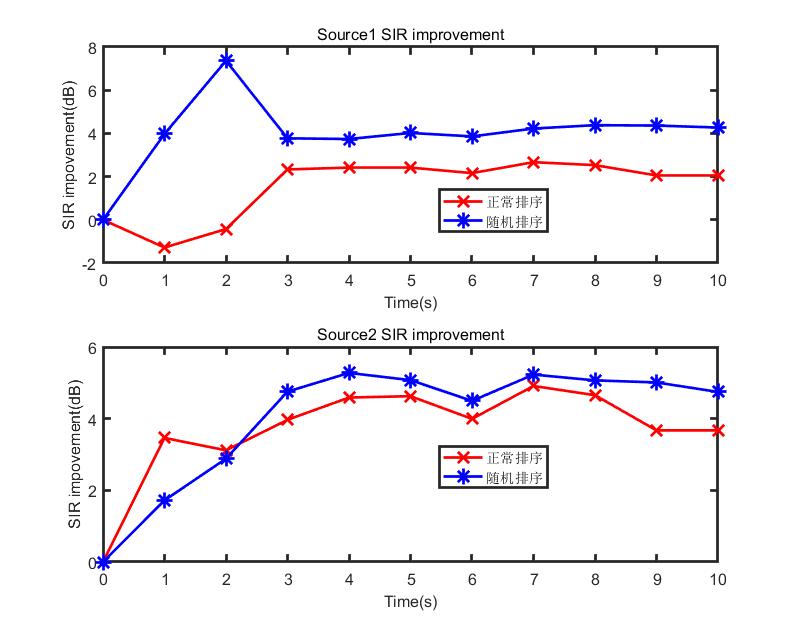 Source1 SIR improvement
8
6
4
2
0
-2
SIR impovement(dB)
正常排序
随机排序
0 1 2 3 4 5 6 7 8 9 10
Time(s)
Source2 SIR improvement
6
4
2
0
SIR impovement(dB)
正常排序
随机排序
0 1 2 3 4 5 6 7 8 9 10
Time(s)